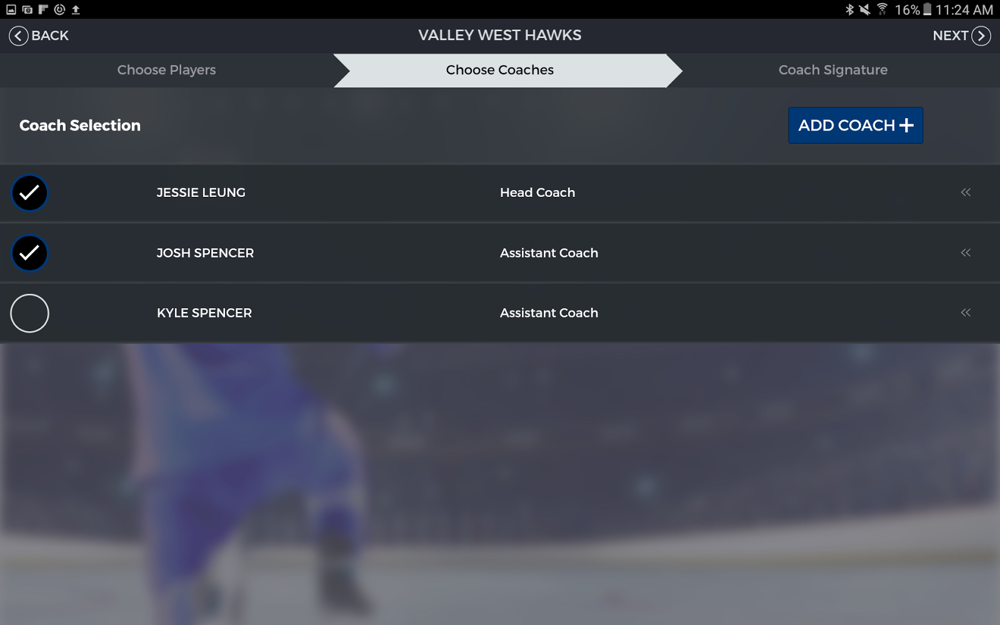 16% 11:24 AM
BACK
VALLEY WEST HAWKS
NEXT
Choose Players
Choose Coaches
Coach Signature
Coach Selection
ADD COACH+
JESSIE LEUNG
Head Coach
JOSH SPENCER
Assistant Coach
KYLE SPENCER
Assistant Coach